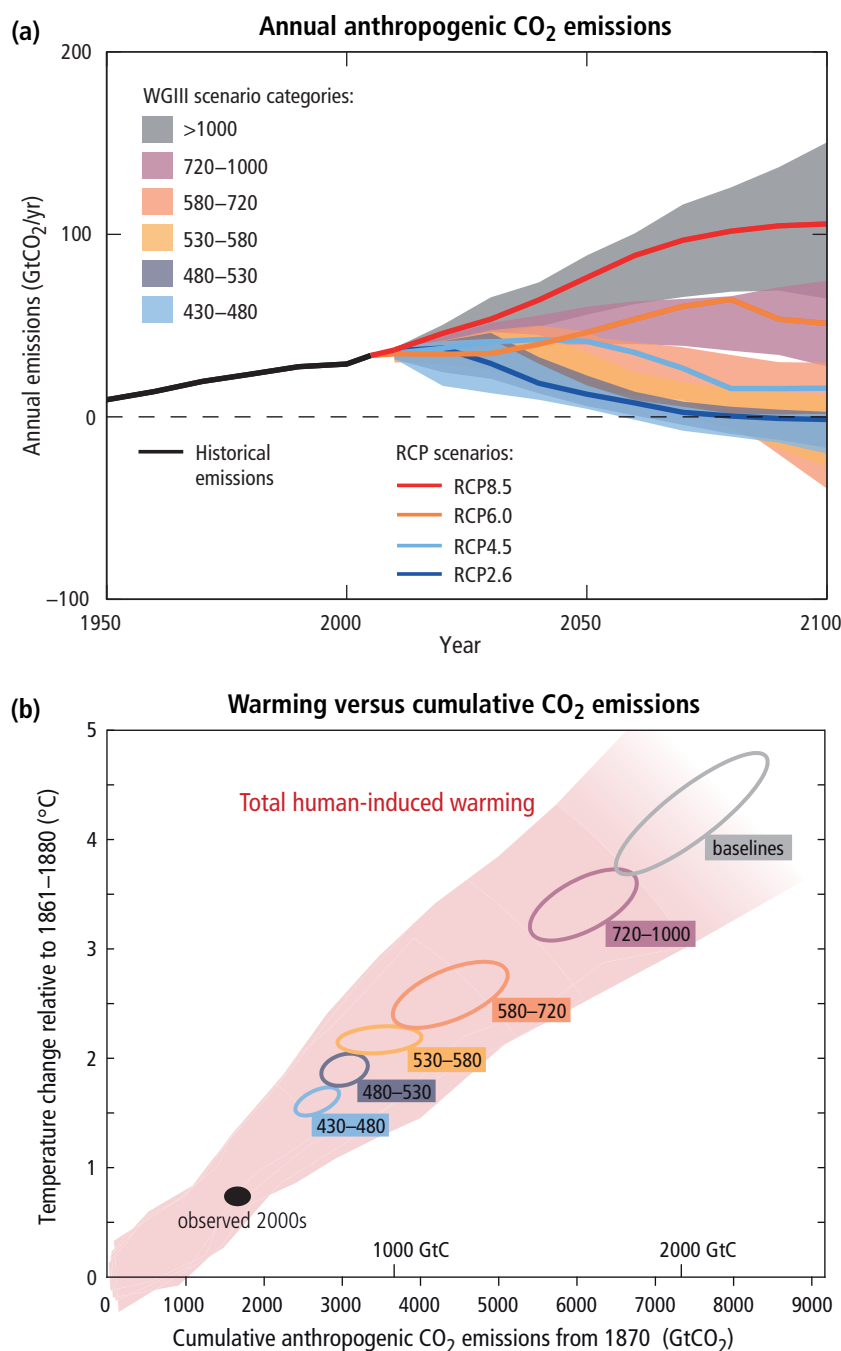 (a)
Annual anthropogenic CO₂ emissions
200
100
0
−100
Annual emissions (GtCO₂/yr)
WGIII scenario categories:
>1000
720–1000
580–720
530–580
480–530
430–480
Historical
emissions
RCP scenarios:
RCP8.5
RCP6.0
RCP4.5
RCP2.6
1950
2000
2050
2100
Year
(b)
Warming versus cumulative CO₂ emissions
5
4
3
2
1
0
Temperature change relative to 1861–1880 (°C)
Total human-induced warming
baselines
720–1000
580–720
530–580
480–530
430–480
observed 2000s
1000 GtC
2000 GtC
0
1000
2000
3000
4000
5000
6000
7000
8000
9000
Cumulative anthropogenic CO₂ emissions from 1870 (GtCO₂)